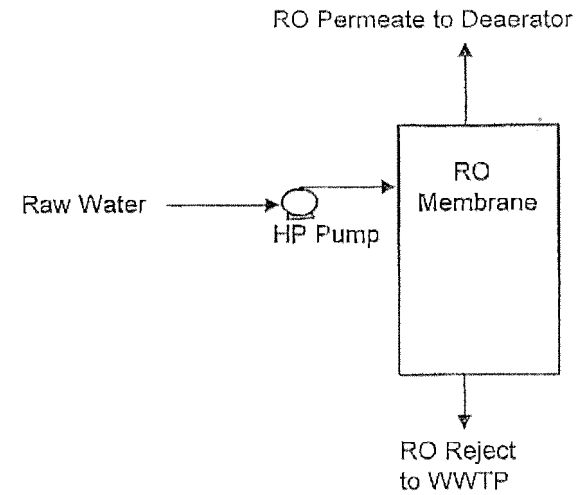 RO Permeate to Deaerator
RO
Membrane
Raw Water
HP Pump
RO Reject
to WWTP